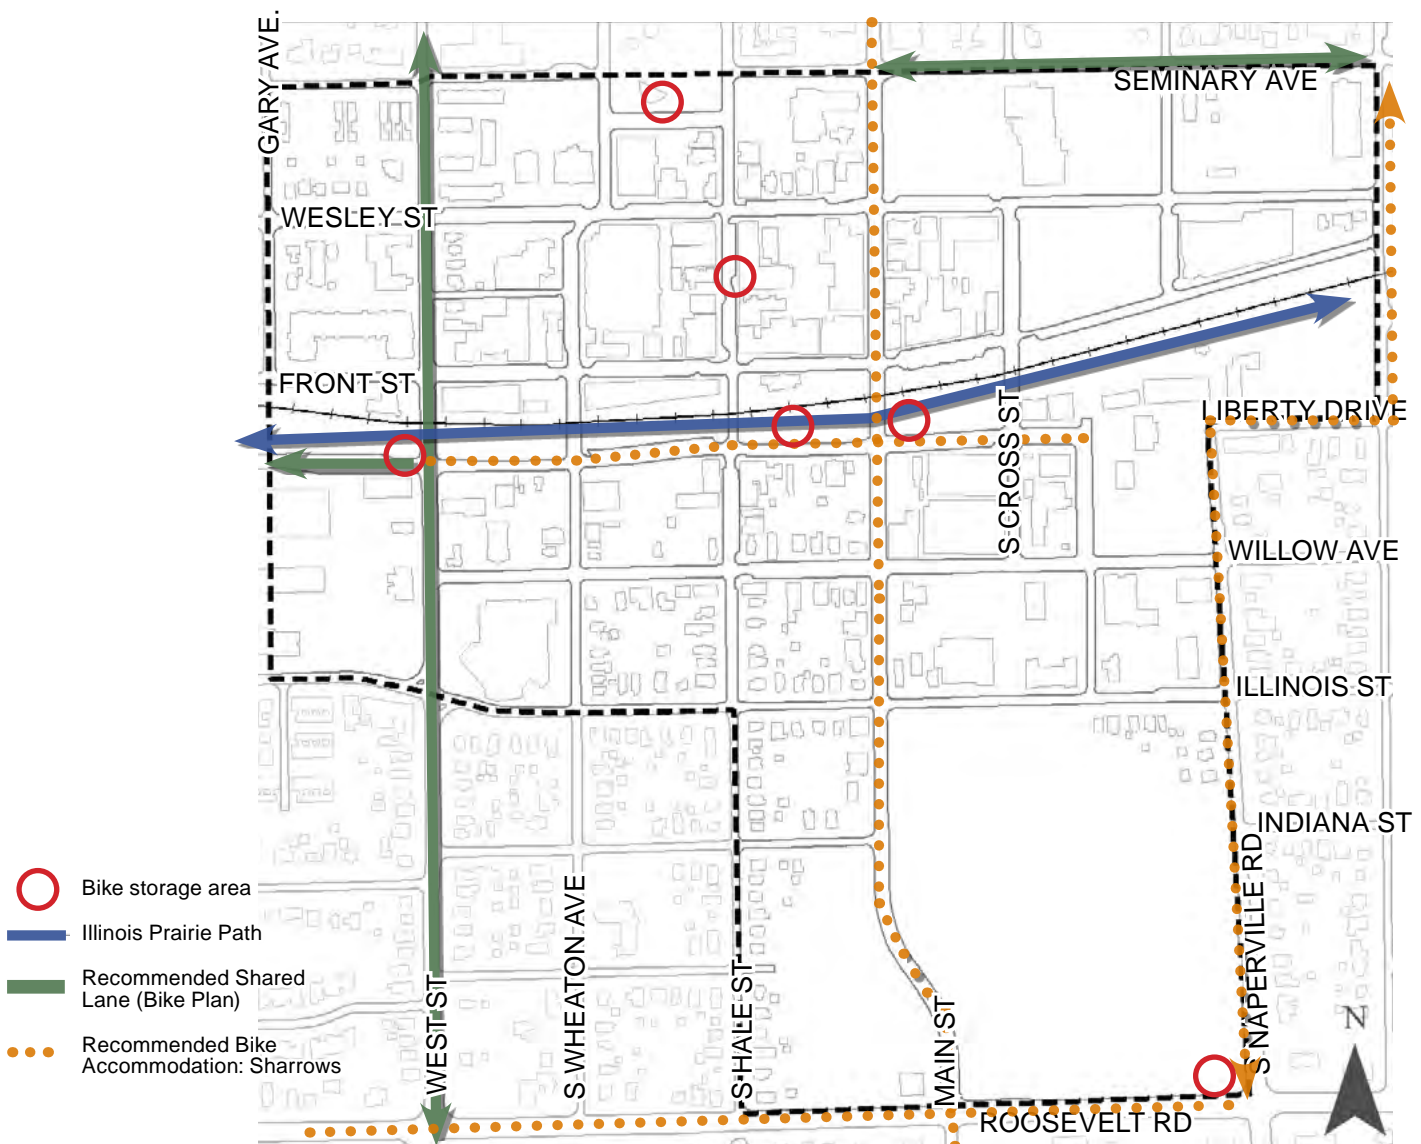 GARY AVE.
SEMINARY AVE
WESLEY ST
FRONT ST
LIBERTY DRIVE
S CROSS ST
WILLOW AVE
ILLINOIS ST
INDIANA ST
S NAPERVILLE RD
WEST ST
S WHEATON AVE
S HALE ST
MAIN ST
ROOSEVELT RD
N
Bike storage area
Illinois Prairie Path
Recommended Shared
Lane (Bike Plan)
Recommended Bike
Accommodation: Sharrows